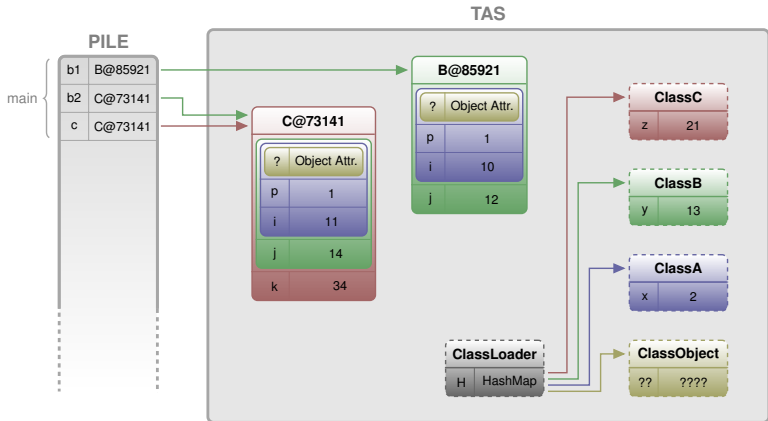 TAS
PILE
main
b1 B@85921
b2 C@73141
c C@73141
B@85921
? Object Attr.
p 1
i 10
j 12
C@73141
? Object Attr.
p 1
i 11
j 14
k 34
ClassC
z 21
ClassB
y 13
ClassA
x 2
ClassLoader
H HashMap
ClassObject
?? ????